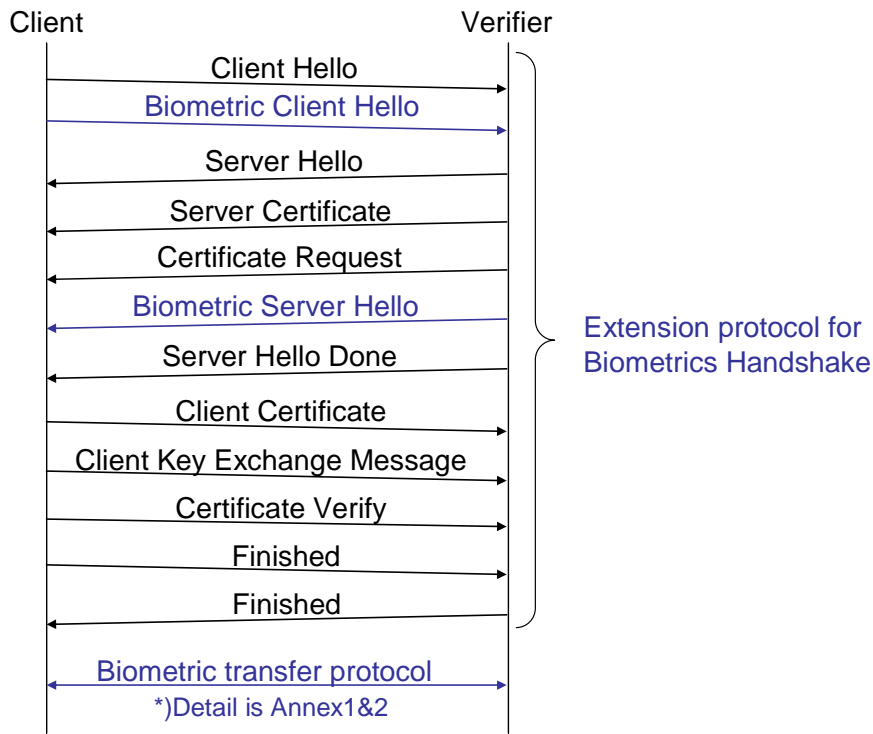 Client
Verifier
Client Hello
Biometric Client Hello
Server Hello
Server Certificate
Certificate Request
Biometric Server Hello
Extension protocol for
Biometrics Handshake
Server Hello Done
Client Certificate
Client Key Exchange Message
Certificate Verify
Finished
Finished
Biometric transfer protocol
*)Detail is Annex1&2